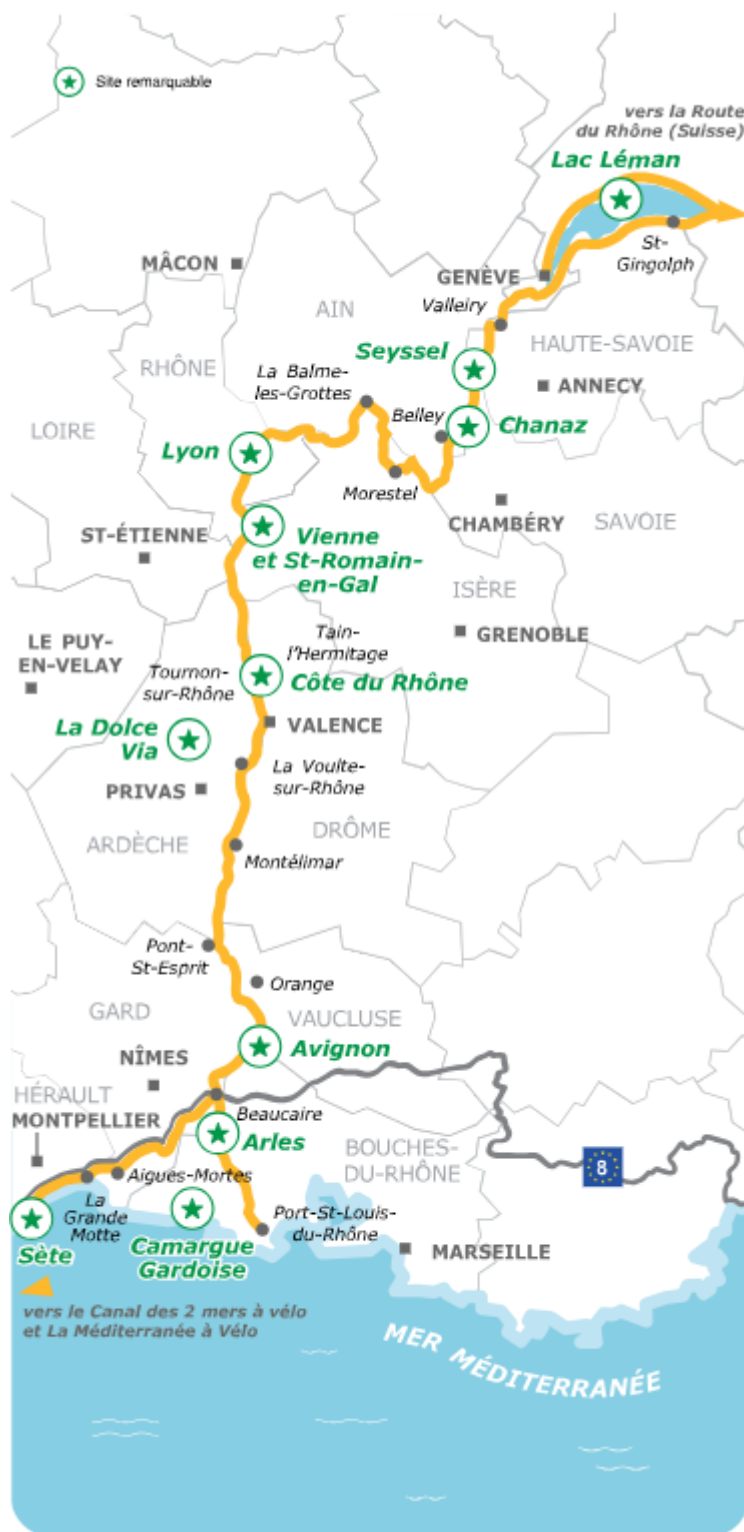 Site remarquable
vers la Route
du Rhône (Suisse)
Lac Léman
St-
Gingolph
MÂCON
GENÈVE
Valleiry
AIN
HAUTE-SAVOIE
Seyssel
RHÔNE
La Balme-
les-Grottes
ANNECY
Belley
Chanaz
LOIRE
Lyon
Morestel
CHAMBÉRY
SAVOIE
ST-ÉTIENNE
Vienne
et St-Romain-
en-Gal
ISÈRE
LE PUY-
EN-VELAY
Tain-
l'Hermitage
GRENOBLE
Tournon-
sur-Rhône
Côte du Rhône
La Dolce
Via
VALENCE
PRIVAS
La Voulte-
sur-Rhône
ARDÈCHE
DRÔME
Montélimar
Pont-
St-Esprit
Orange
GARD
VAUCLUSE
Avignon
NÎMES
HÉRAULT
MONTPELLIER
Beaucaire
Arles
BOUCHES-
DU-RHÔNE
8
Aigues-Mortes
La
Grande
Motte
Port-St-Louis-
du-Rhône
Sète
Camargue
Gardoise
MARSEILLE
vers le Canal des 2 mers à vélo
et La Méditerranée à Vélo
MER MÉDITERRANÉE